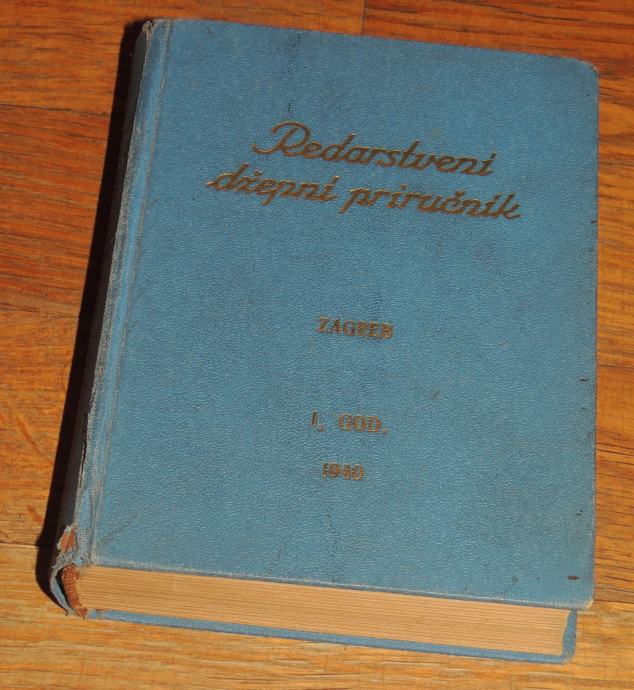 Redarstveni
džepni priručnik
ZAGREB
I. GOD.
1940